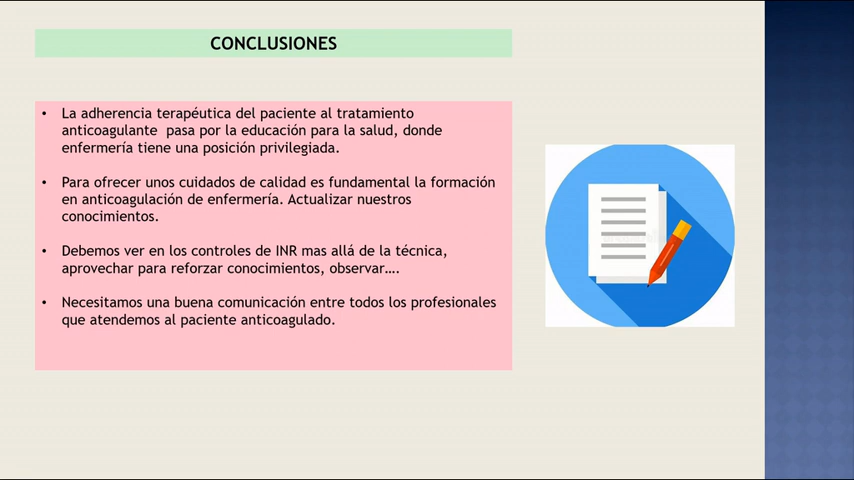 CONCLUSIONES
• La adherencia terapéutica del paciente al tratamiento
anticoagulante pasa por la educación para la salud, donde
enfermería tiene una posición privilegiada.
• Para ofrecer unos cuidados de calidad es fundamental la formación
en anticoagulación de enfermería. Actualizar nuestros
conocimientos.
• Debemos ver en los controles de INR mas allá de la técnica,
aprovechar para reforzar conocimientos, observar….
• Necesitamos una buena comunicación entre todos los profesionales
que atendemos al paciente anticoagulado.